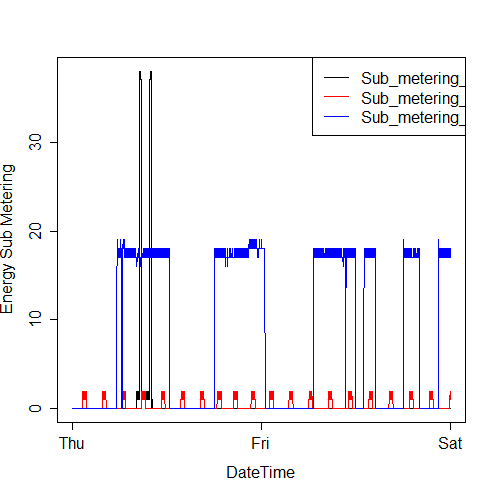 Sub_metering_
Sub_metering_
Sub_metering_
Energy Sub Metering
0
10
20
30
Thu
Fri
Sat
DateTime